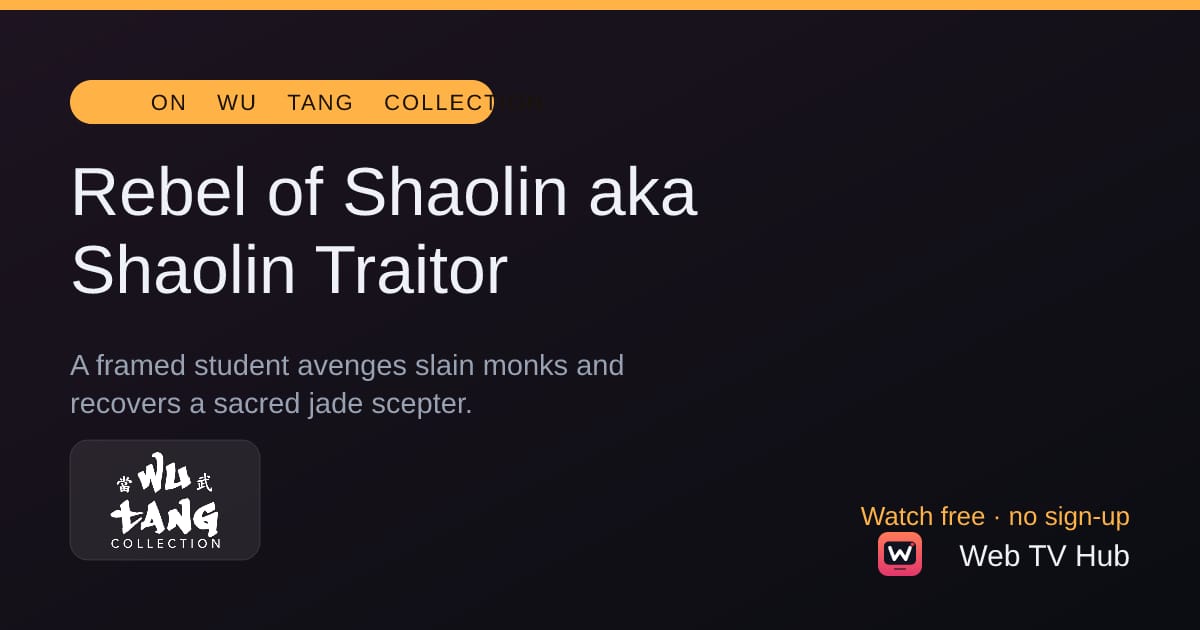 ON WU TANG COLLECTION
Rebel of Shaolin aka
Shaolin Traitor
A framed student avenges slain monks and
recovers a sacred jade scepter.
當 WU 武
TANG
COLLECTION
Watch free · no sign-up
W Web TV Hub